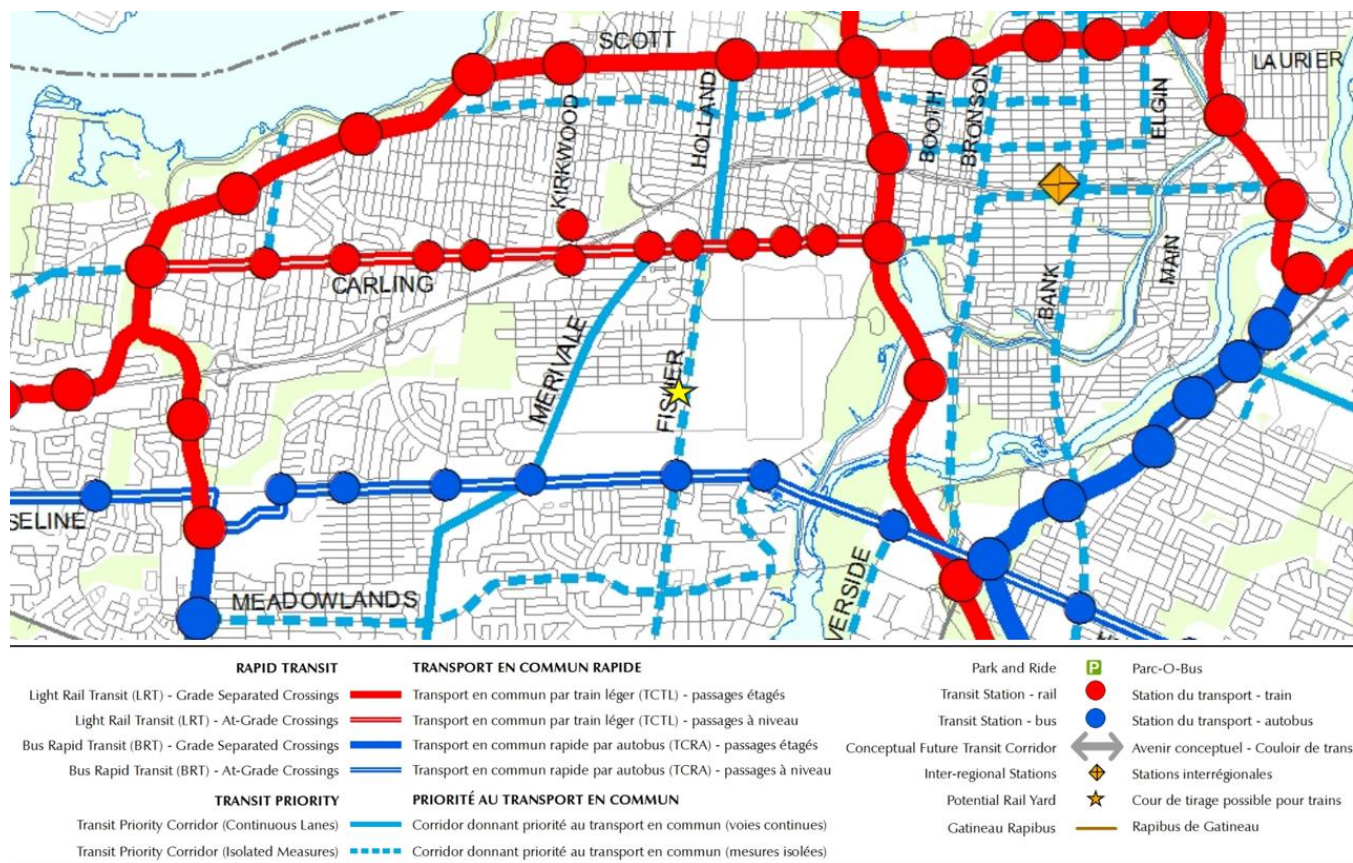 SCOTT
LAURIER
KIRKWOOD
HOLLAND
BOOTH
BRONSON
ELGIN
CARLING
MERIVALE
FISHER
BANK
MAN
SELINE
MEADOWLANDS
VERSIDE
RAPID TRANSIT TRANSPORT EN COMMUN RAPIDE
Light Rail Transit (LRT) - Grade Separated Crossings Transport en commun par train léger (TCTL) - passages étagés
Light Rail Transit (LRT) - At-Grade Crossings Transport en commun par train léger (TCTL) - passages à niveau
Bus Rapid Transit (BRT) - Grade Separated Crossings Transport en commun rapide par autobus (TCRA) - passages étagés
Bus Rapid Transit (BRT) - At-Grade Crossings Transport en commun rapide par autobus (TCRA) - passages à niveau
TRANSIT PRIORITY PRIORITÉ AU TRANSPORT EN COMMUN
Transit Priority Corridor (Continuous Lanes) Corridor donnant priorité au transport en commun (voies continues)
Transit Priority Corridor (Isolated Measures) Corridor donnant priorité au transport en commun (mesures isolées)
Park and Ride P Parc-O-Bus
Transit Station - rail Station du transport - train
Transit Station - bus Station du transport - autobus
Conceptual Future Transit Corridor Avenir conceptuel - Couloir de trans
Inter-regional Stations Stations interrégionales
Potential Rail Yard Cour de tirage possible pour trains
Gatineau Rapibus Rapibus de Gatineau